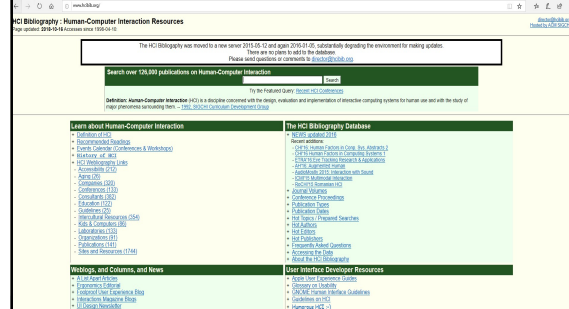 www.hcibib.org/
HCI Bibliography : Human-Computer Interaction Resources
director@hcibib.org
Page updated: 2018-10-16 Accesses since 1998-04-10:
Hosted by ACM SIGCHI
The HCI Bibliography was moved to a new server 2015-05-12 and again 2016-01-05, substantially degrading the environment for making updates.
There are no plans to add to the database.
Please send questions or comments to director@hcibib.org.
Search over 126,000 publications on Human-Computer Interaction
Search
Try the Featured Query: Recent HCI Conferences
Definition: Human-Computer Interaction (HCI) is a discipline concerned with the design, evaluation and implementation of interactive computing systems for human use and with the study of
major phenomena surrounding them. -- 1992, SIGCHI Curriculum Development Group
Learn about Human-Computer Interaction
+ Definition of HCI
+ Recommended Readings
+ Events Calendar (Conferences & Workshops)
+ History of HCI
+ HCI Webliography Links
- Accessibility (212)
- Aging (26)
- Companies (320)
- Conferences (133)
- Consultants (382)
- Education (122)
- Guidelines (25)
- Intercultural Resources (354)
- Kids & Computers (86)
- Laboratories (133)
- Organizations (91)
- Publications (141)
- Sites and Resources (1744)
The HCI Bibliography Database
+ NEWS updated 2016
Recent additions:
- CHI'16: Human Factors in Comp. Sys. Abstracts 2
- CHI'16 Human Factors in Computing Systems 1
- ETRA'16 Eye Tracking Research & Applications
- AH'16: Augmented Human
- AudioMostly 2015: Interaction with Sound
- ICMI'15 Multimodal Interaction
- RoCHI'15 Romanian HCI
+ Journal Volumes
+ Conference Proceedings
+ Publication Types
+ Publication Dates
+ Hot Topics / Prepared Searches
+ Hot Authors
+ Hot Editors
+ Hot Publishers
+ Frequently Asked Questions
+ Accessing the Data
+ About the HCI Bibliography
Weblogs, and Columns, and News
+ A List Apart Articles
+ Ergonomics Editorial
+ Foolproof User Experience Blog
+ Interactions Magazine Blogs
+ UI Design Newsletter
User Interface Developer Resources
+ Apple User Experience Guides
+ Glossary on Usability
+ GNOME Human Interface Guidelines
+ Guidelines on HCI
+ Humorous HCI :-)